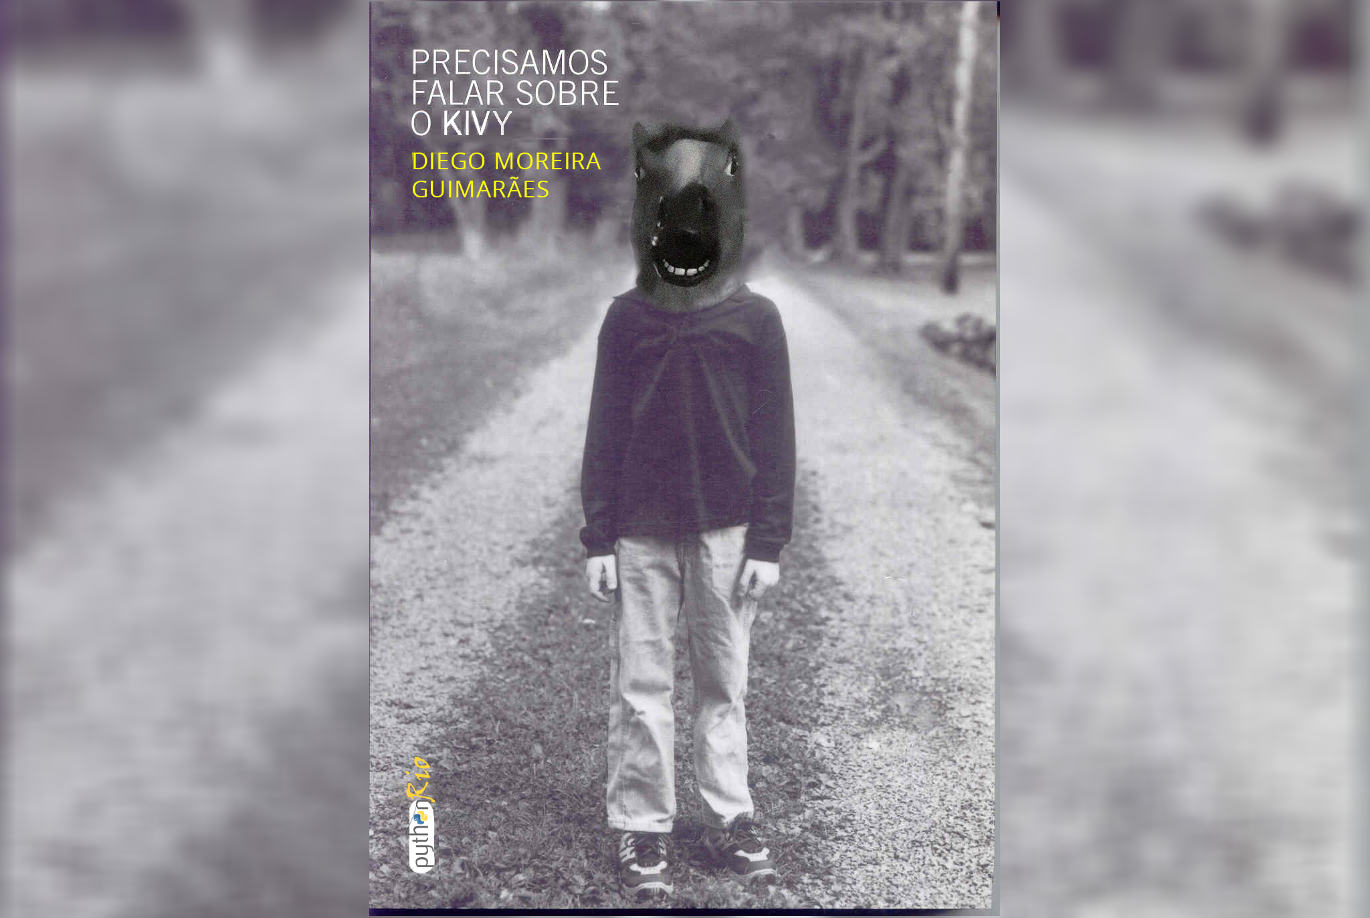 PRECISAMOS
FALAR SOBRE
O KIVY
DIEGO MOREIRA
GUIMARÃES
python Rio